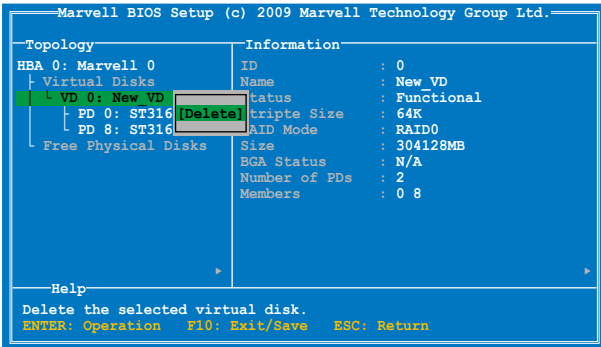 Marvell BIOS Setup (c) 2009 Marvell Technology Group Ltd.
Topology
HBA 0: Marvell 0
Virtual Disks
VD 0: New_VD
PD 0: ST316
PD 8: ST316
Free Physical Disks
[Delete]
Information
ID : 0
Name : New_VD
tatus : Functional
tripte Size : 64K
AID Mode : RAID0
Size : 304128MB
BGA Status : N/A
Number of PDs : 2
Members : 0 8
Help
Delete the selected virtual disk.
ENTER: Operation F10: Exit/Save ESC: Return